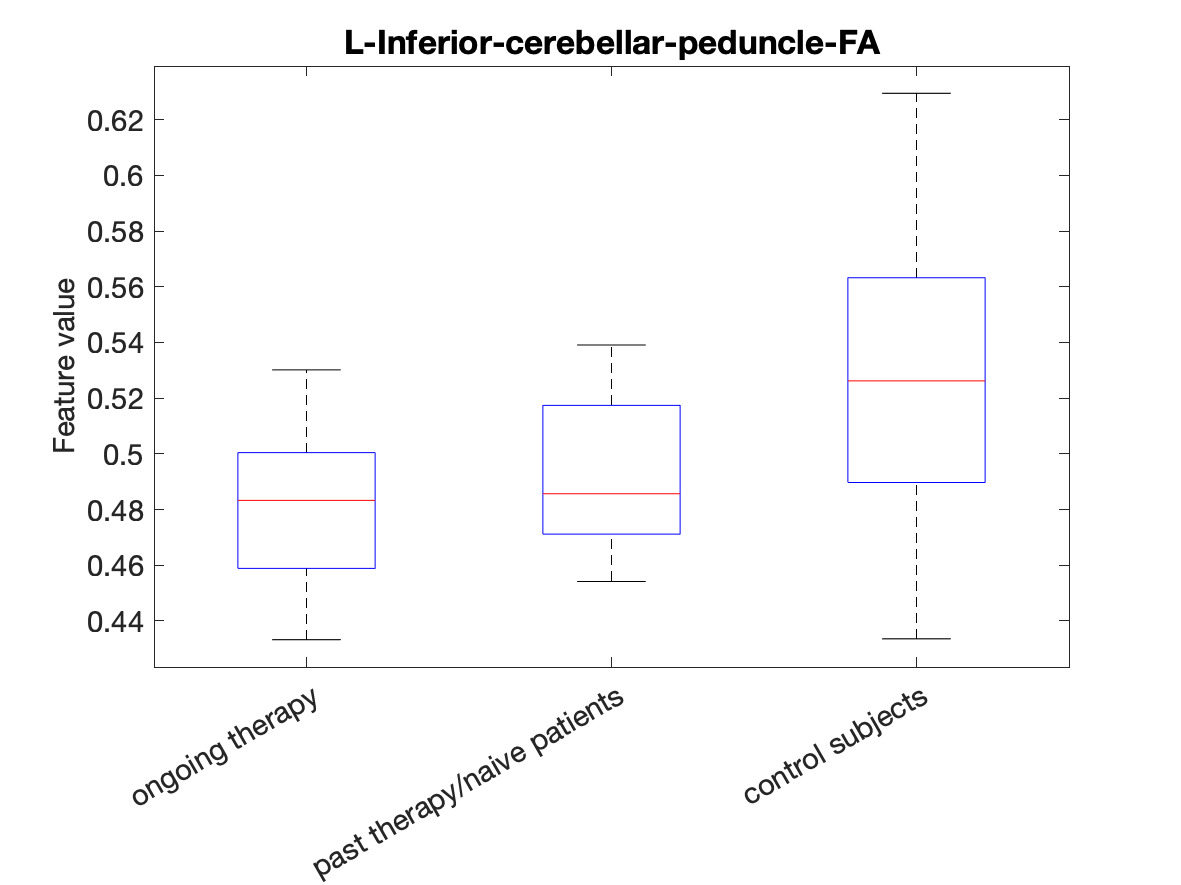 L-Inferior-cerebellar-peduncle-FA
Feature value
0.62
0.6
0.58
0.56
0.54
0.52
0.5
0.48
0.46
0.44
ongoing therapy
past therapy/naive patients
control subjects